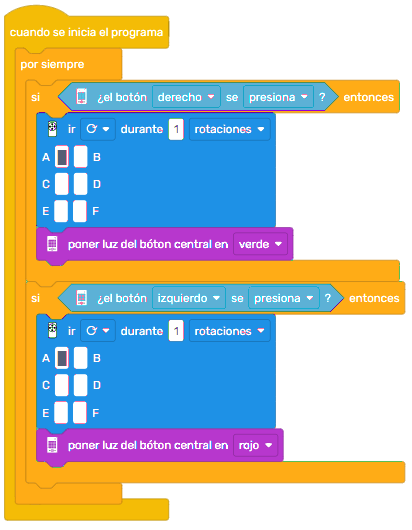 cuando se inicia el programa
por siempre
si ¿el botón derecho se presiona ? entonces
ir durante 1 rotaciones
A B
C D
E F
poner luz del bóton central en verde
si ¿el botón izquierdo se presiona ? entonces
ir durante 1 rotaciones
A B
C D
E F
poner luz del bóton central en rojo